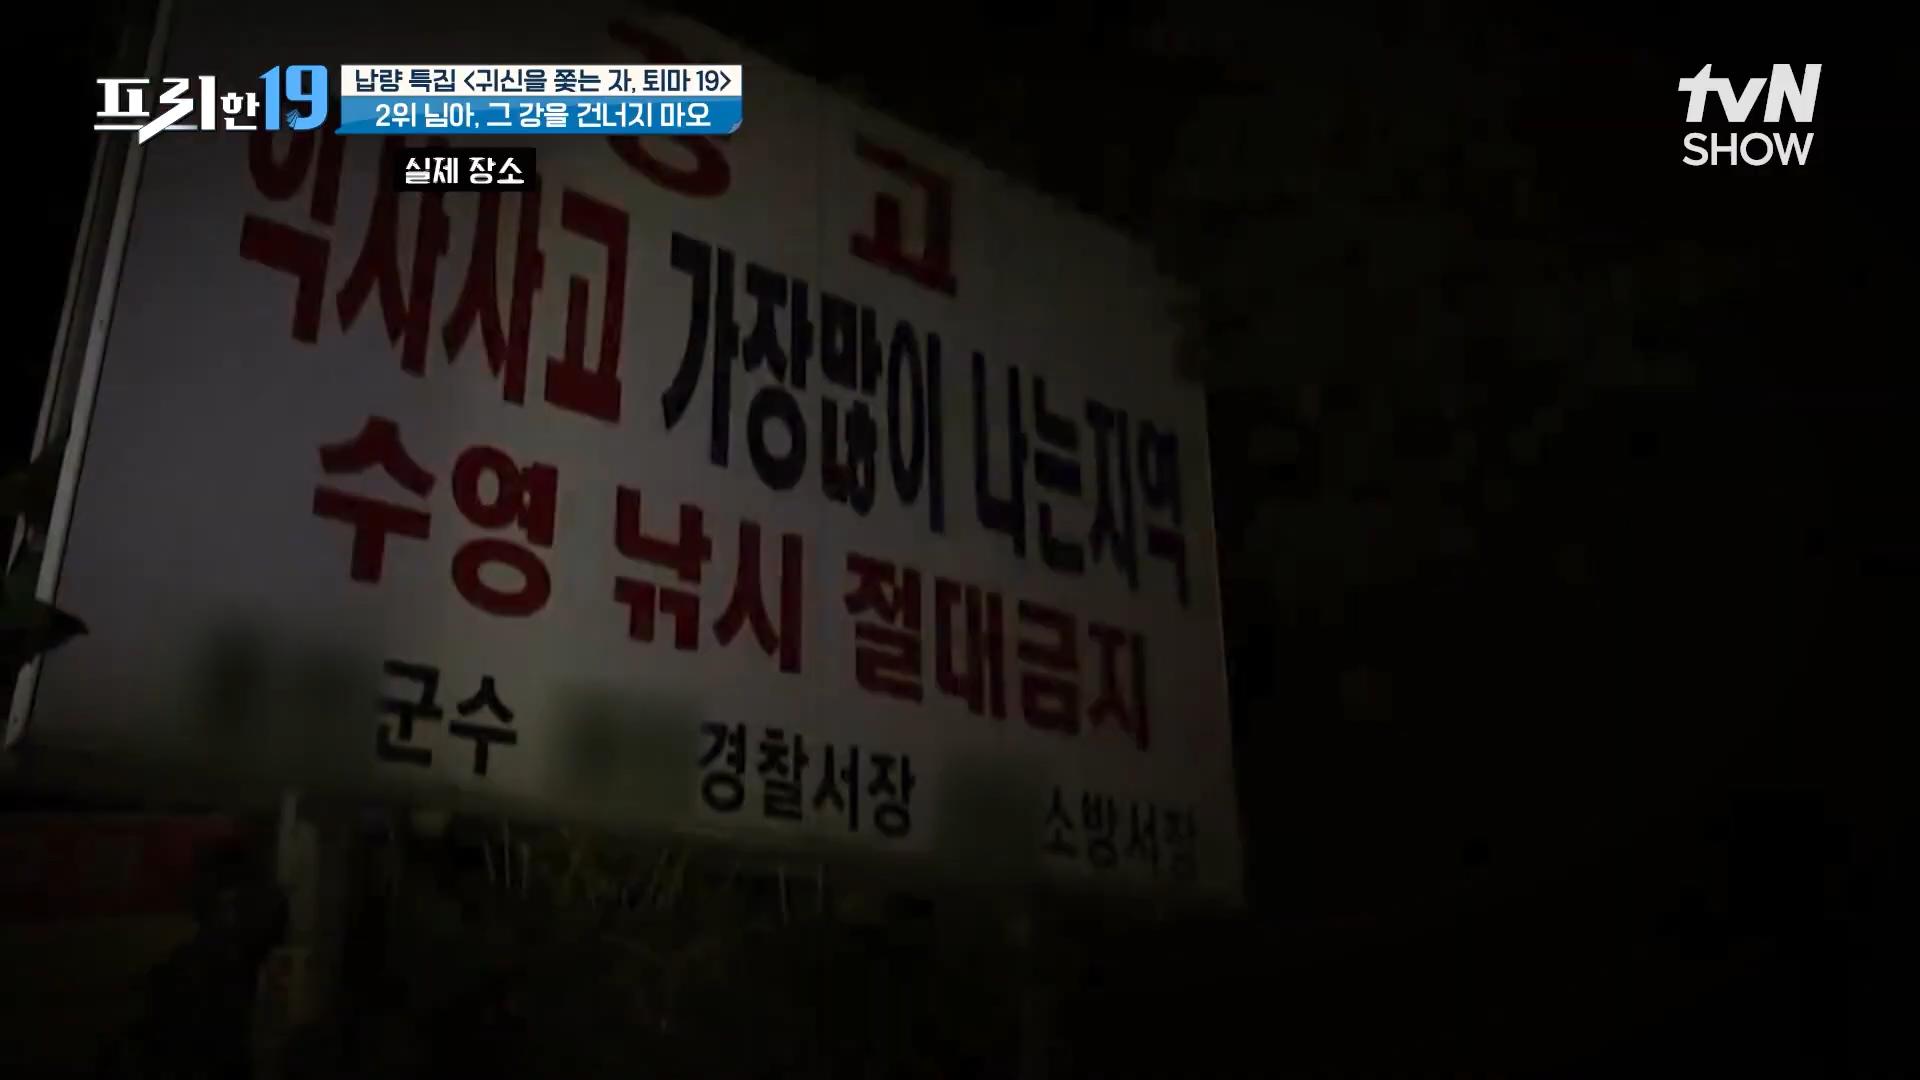 프리한19
납량 특집 <귀신을 쫓는 자, 퇴마 19>
2위 님아, 그 강을 건너지 마오
실제 장소
tvN
SHOW
경고
익사사고 가장많이 나는지역
수영 낚시 절대금지
군수 경찰서장 소방서장